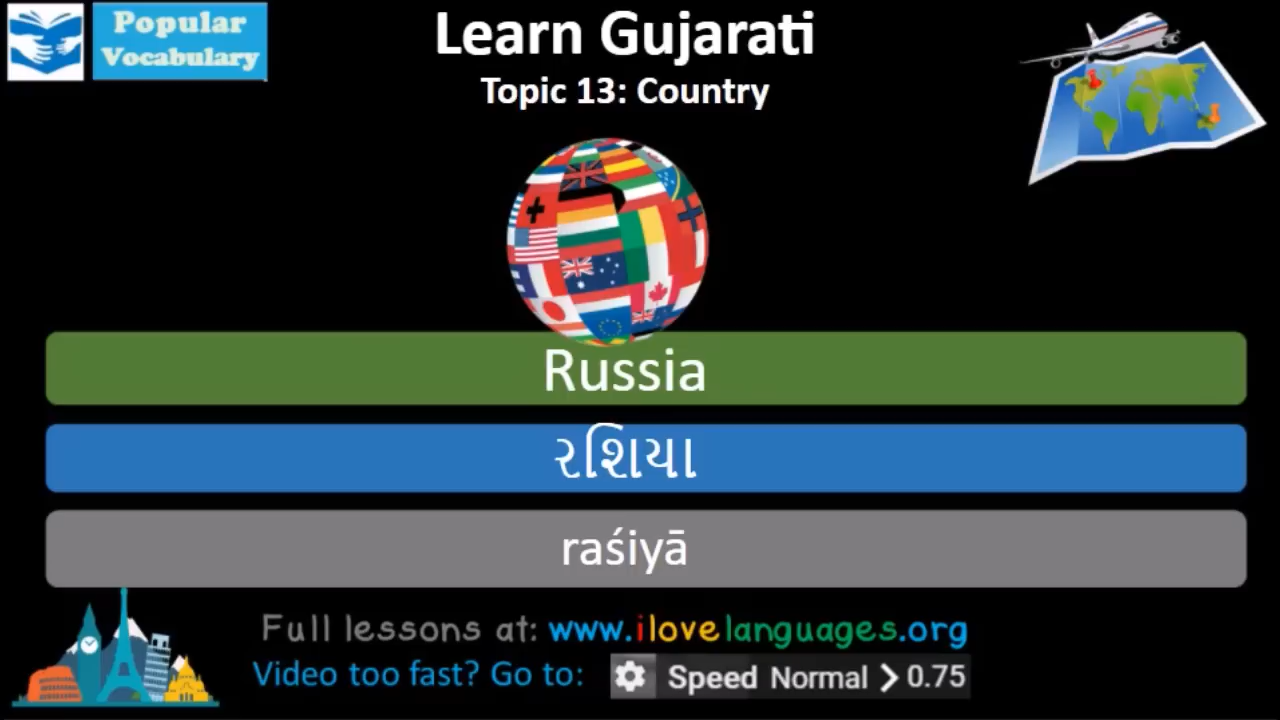 Popular
Vocabulary
Learn Gujarati
Topic 13: Country
Russia
રશિયા
raśiyā
Full lessons at: www.ilovelanguages.org
Video too fast? Go to: Speed Normal > 0.75